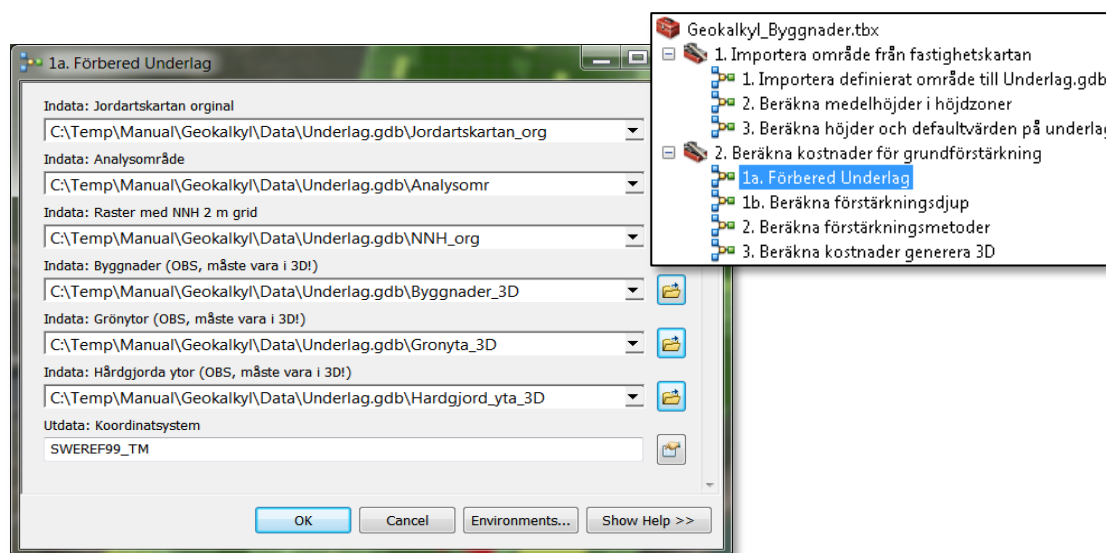 1a. Förbered Underlag
Indata: Jordartskartan orginal
C:\Temp\Manual\Geokalkyl\Data\Underlag.gdb\Jordartskartan_org
Indata: Analysområde
C:\Temp\Manual\Geokalkyl\Data\Underlag.gdb\Analysomr
Indata: Raster med NNH 2 m grid
C:\Temp\Manual\Geokalkyl\Data\Underlag.gdb\NNH_org
Indata: Byggnader (OBS, måste vara i 3D!)
C:\Temp\Manual\Geokalkyl\Data\Underlag.gdb\Byggnader_3D
Indata: Grönytor (OBS, måste vara i 3D!)
C:\Temp\Manual\Geokalkyl\Data\Underlag.gdb\Gronyta_3D
Indata: Hårdgjorda ytor (OBS, måste vara i 3D!)
C:\Temp\Manual\Geokalkyl\Data\Underlag.gdb\Hardgjord_yta_3D
Utdata: Koordinatsystem
SWEREF99_TM
OK Cancel Environments... Show Help >>
Geokalkyl_Byggnader.tbx
1. Importera område från fastighetskartan
1. Importera definierat område till Underlag.gdb
2. Beräkna medelhöjder i höjdzoner
3. Beräkna höjder och defaultvärden på underlag
2. Beräkna kostnader för grundförstärkning
1a. Förbered Underlag
1b. Beräkna förstärkningsdjup
2. Beräkna förstärkningsmetoder
3. Beräkna kostnader generera 3D